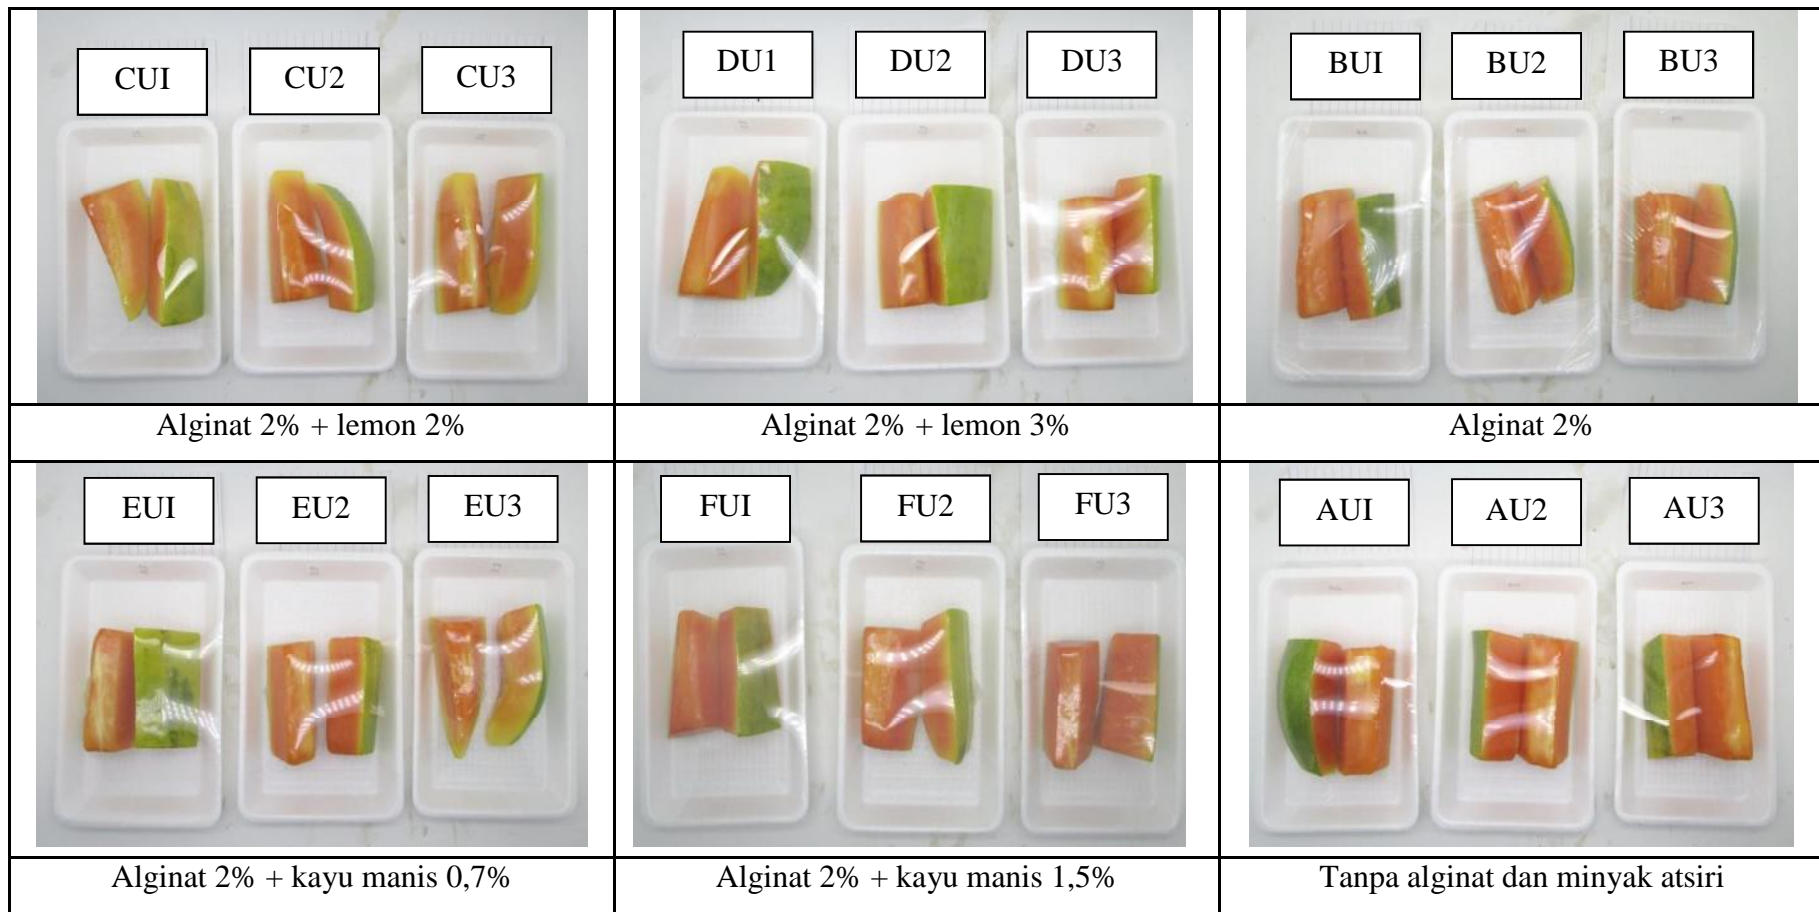 CUI CU2 CU3
DU1 DU2 DU3
BUI BU2 BU3
Alginat 2% + lemon 2%
Alginat 2% + lemon 3%
Alginat 2%
EUI EU2 EU3
FUI FU2 FU3
AUI AU2 AU3
Alginat 2% + kayu manis 0,7%
Alginat 2% + kayu manis 1,5%
Tanpa alginat dan minyak atsiri